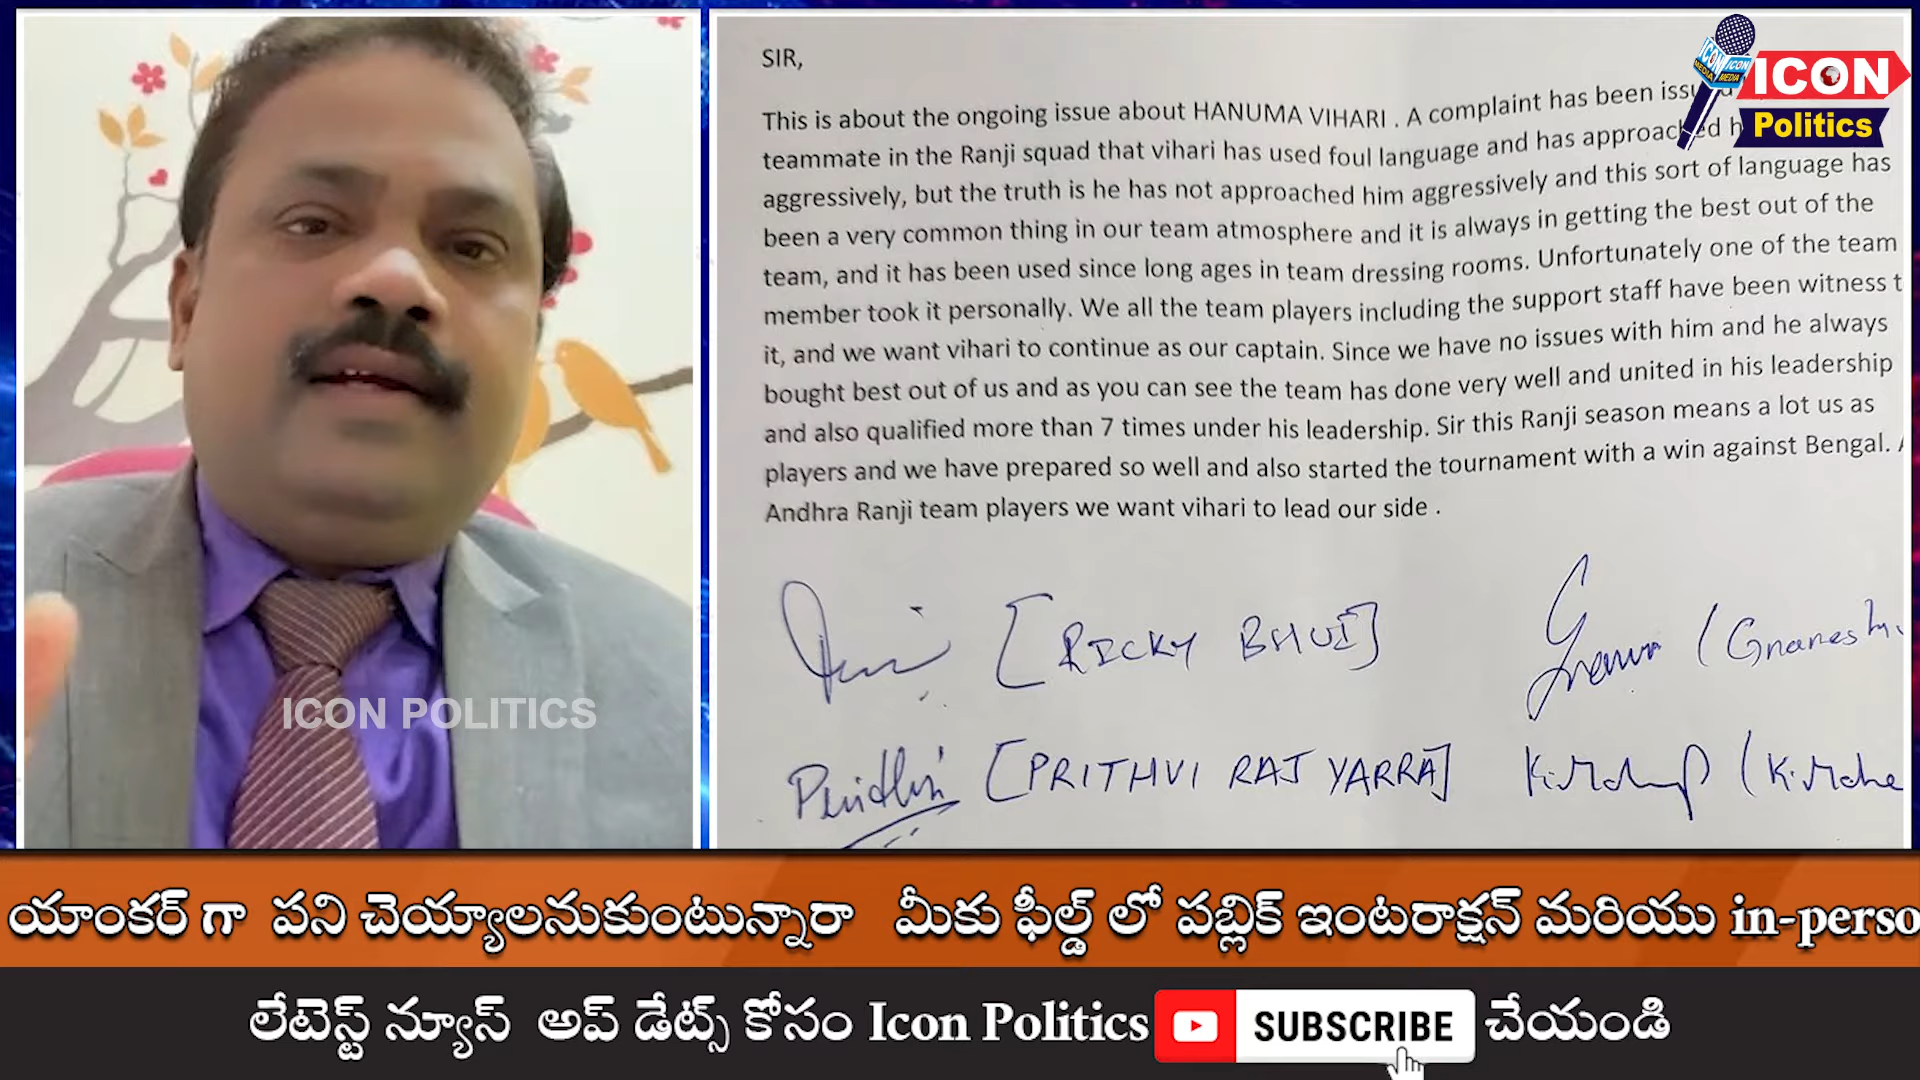 SIR,
This is about the ongoing issue about HANUMA VIHARI . A complaint has been
teammate in the Ranji squad that vihari has used foul language and has
aggressively, but the truth is he has not approached him aggressively and this sort of language has
been a very common thing in our team atmosphere and it is always in getting the best out of the
team, and it has been used since long ages in team dressing rooms. Unfortunately one of the team
member took it personally. We all the team players including the support staff have been witness
it, and we want vihari to continue as our captain. Since we have no issues with him and he always
bought best out of us and as you can see the team has done very well and united in his leadership
and also qualified more than 7 times under his leadership. Sir this Ranji season means a lot us as
players and we have prepared so well and also started the tournament with a win against Bengal.
Andhra Ranji team players we want vihari to lead our side .
[RICKY BHUI]
[PRITHVI RAJ YARRA]
ICON
Politics
ICON POLITICS
యాంకర్ గా పని చెయ్యాలనుకుంటున్నారా మీకు ఫీల్డ్ లో పబ్లిక్ ఇంటరాక్షన్ మరియు in-perso
లేటెస్ట్ న్యూస్ అప్ డేట్స్ కోసం Icon Politics SUBSCRIBE చేయండి